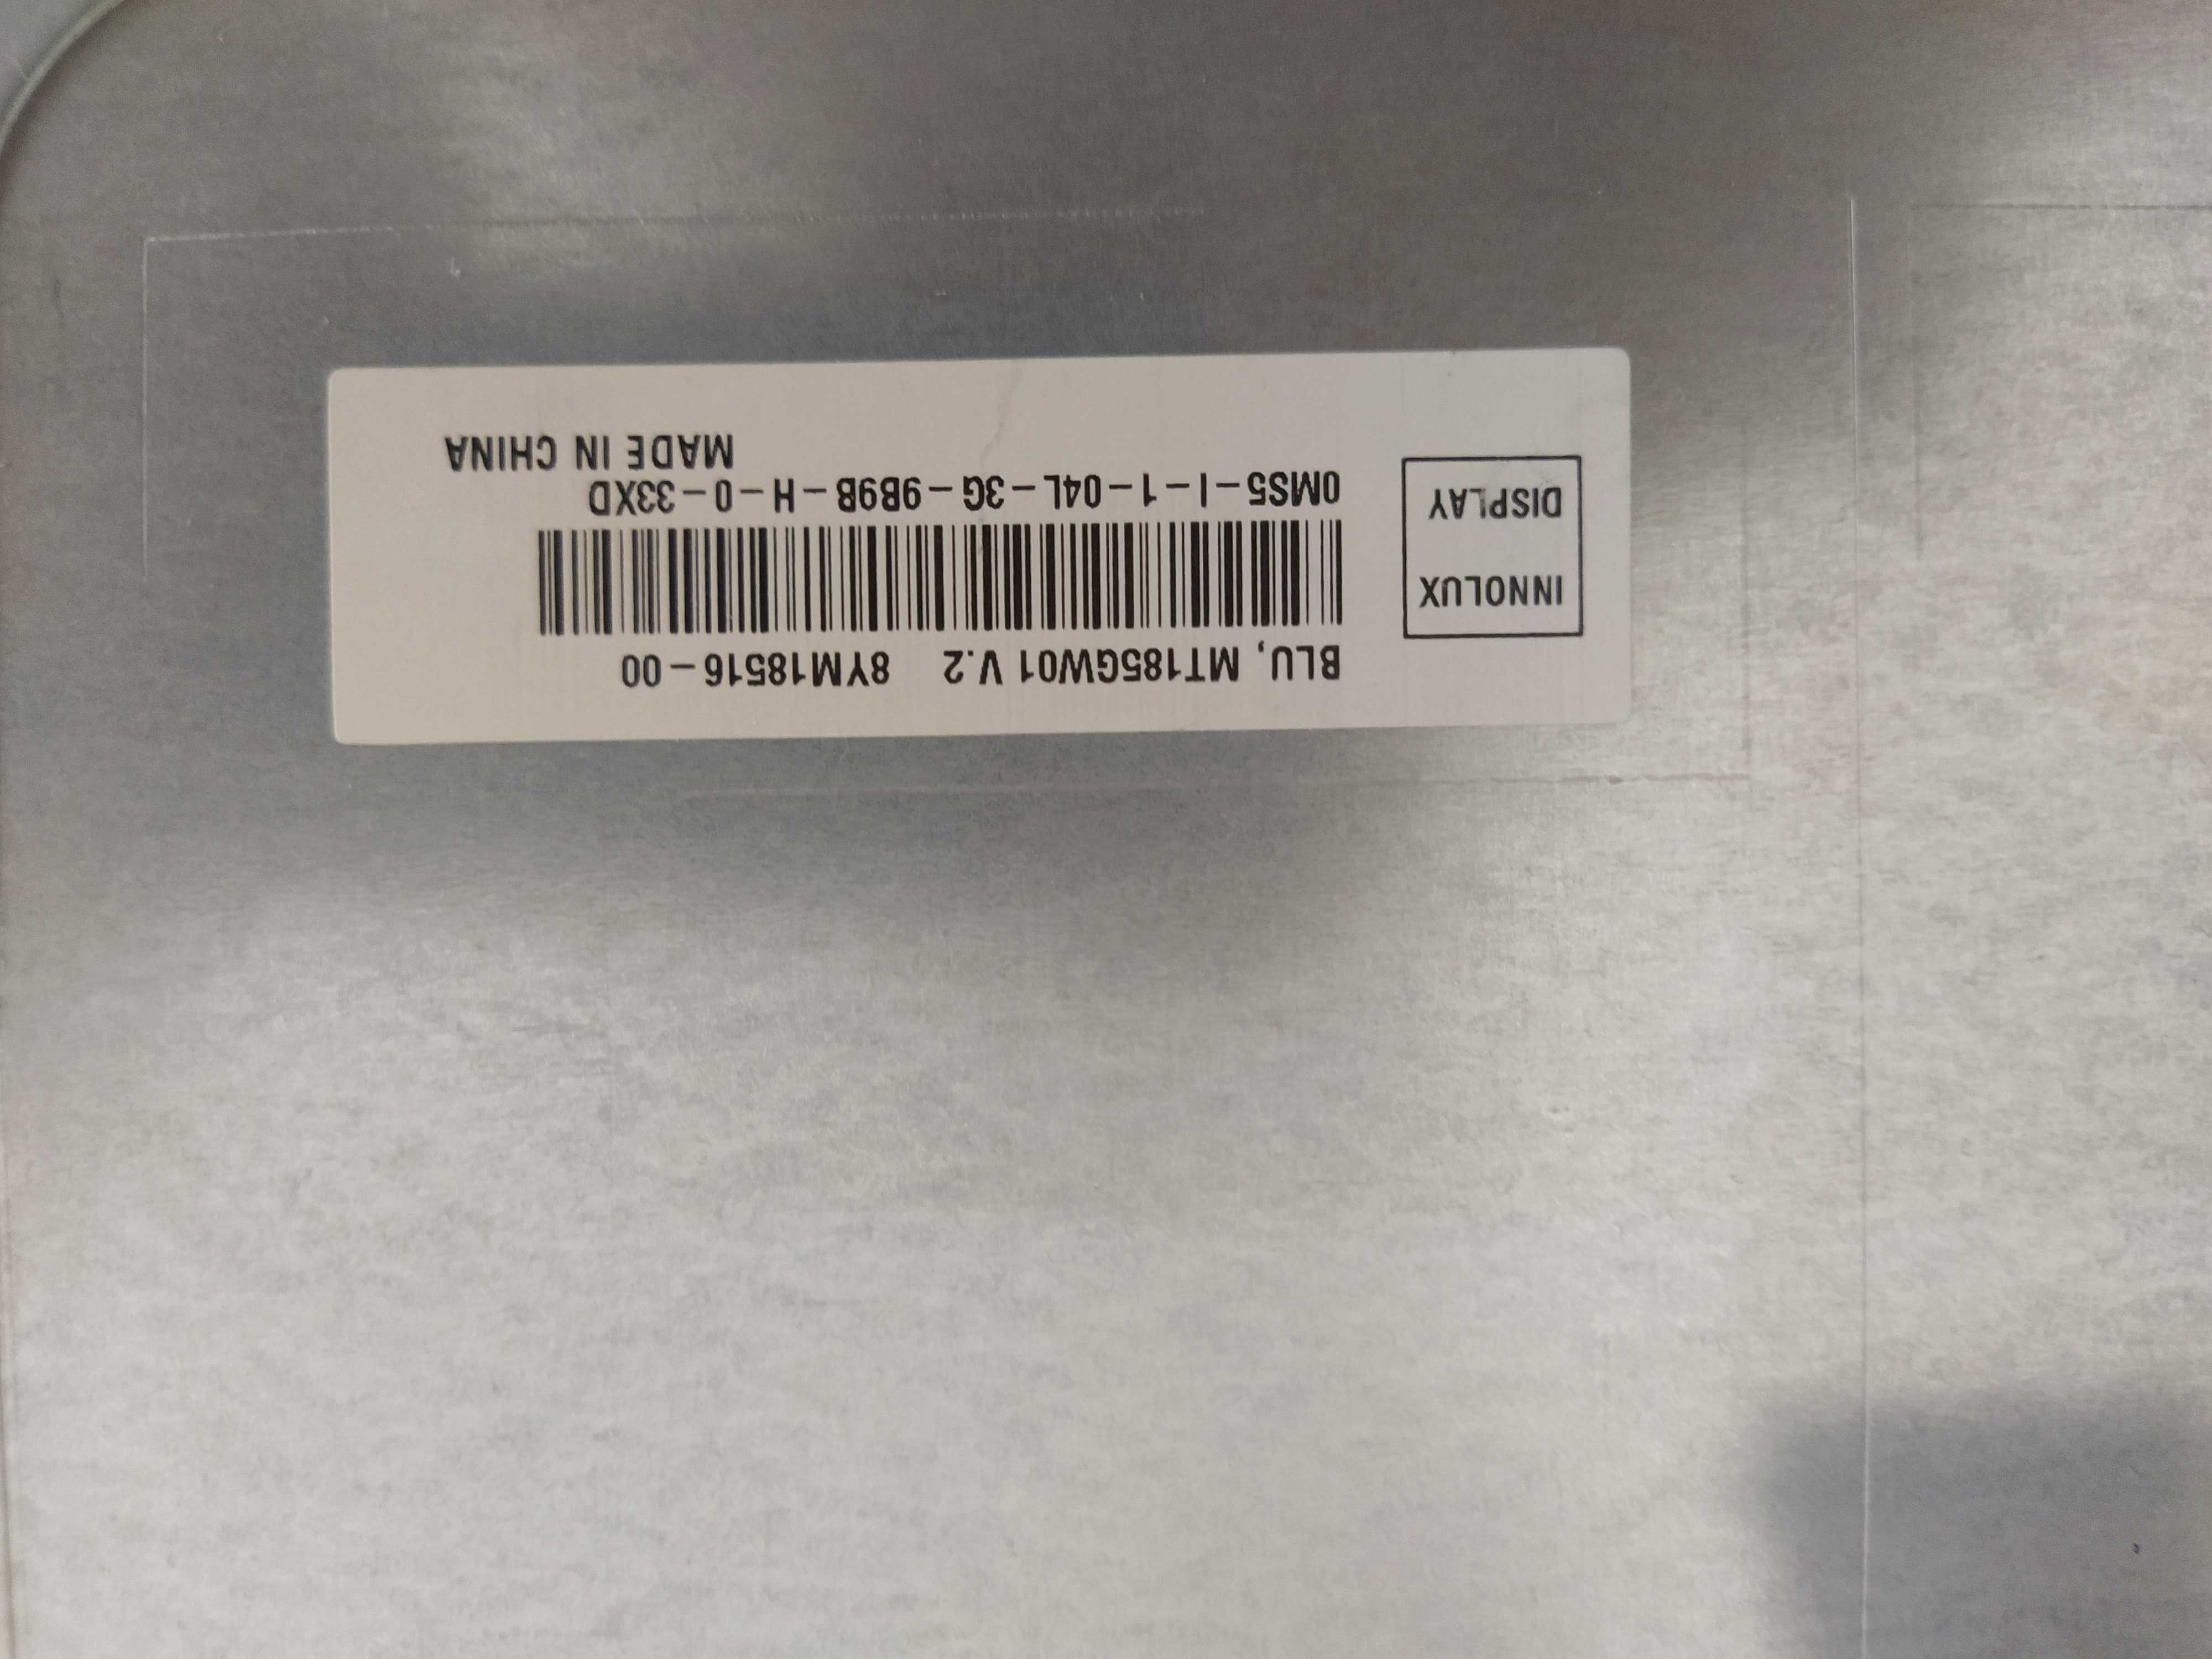 INNOLUX
DISPLAY
BLU, MT185GW01 V.2 8YM18516-00
0MS5-I-1-04L-3G-9B9B-H-0-33XD
MADE IN CHINA